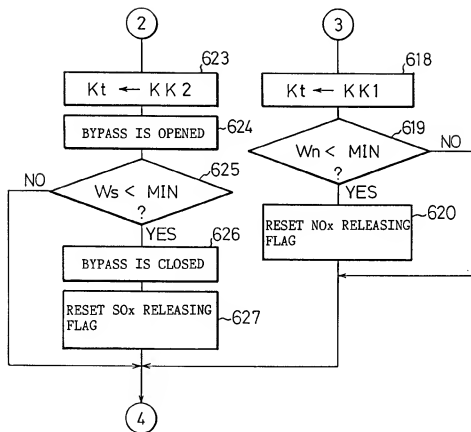 2
3
623
Kt ← KK2
618
Kt ← KK1
BYPASS IS OPENED
624
619
625
NO
Ws < MIN
?
YES
Wn < MIN
?
NO
YES
626
BYPASS IS CLOSED
RESET NOx RELEASING
FLAG
620
RESET SOx RELEASING
FLAG
627
4